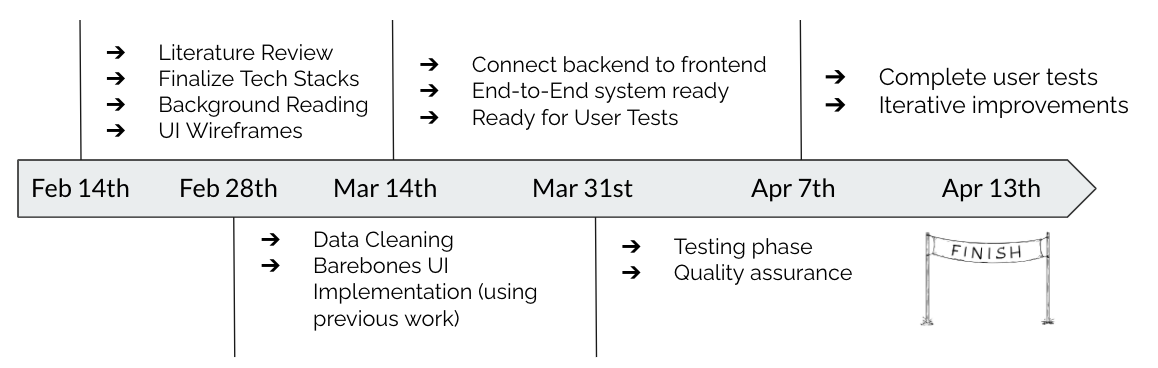 Literature Review
Finalize Tech Stacks
Background Reading
UI Wireframes
Connect backend to frontend
End-to-End system ready
Ready for User Tests
Complete user tests
Iterative improvements
Feb 14th
Feb 28th
Mar 14th
Mar 31st
Apr 7th
Apr 13th
Data Cleaning
Barebones UI
Implementation (using
previous work)
Testing phase
Quality assurance
FINISH